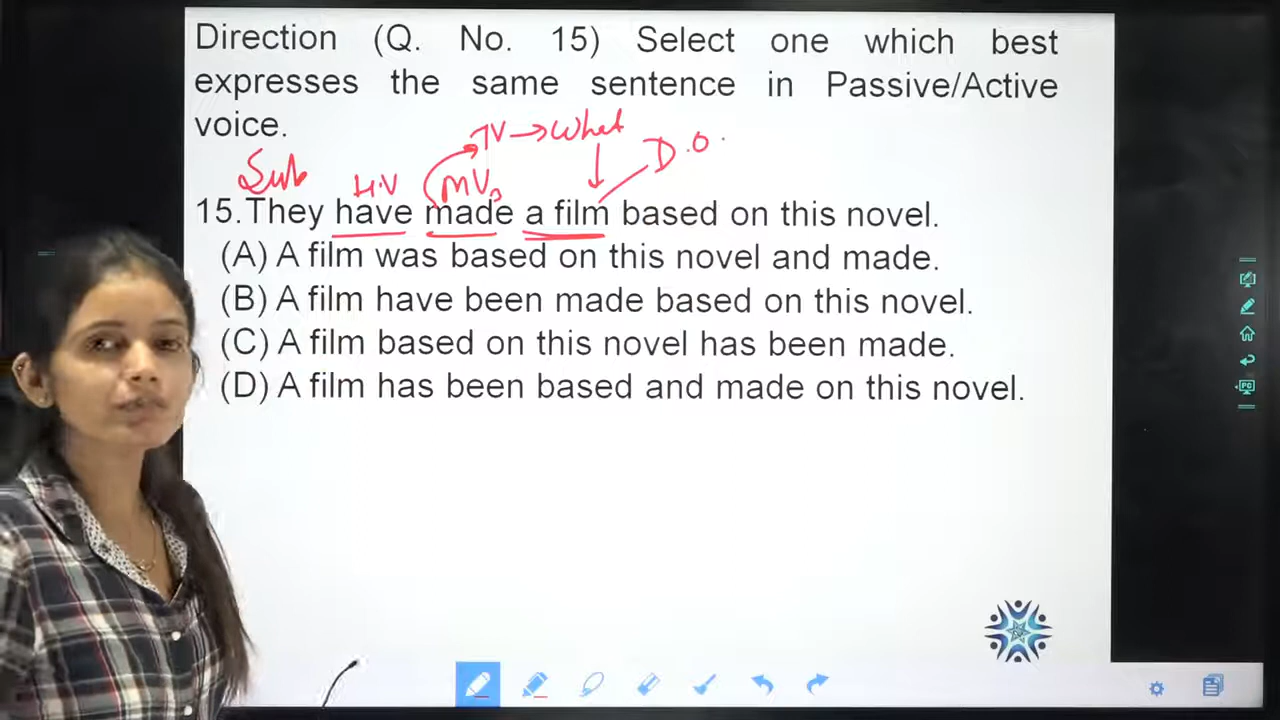 Direction (Q. No. 15) Select one which best
expresses the same sentence in Passive/Active
voice.
TV → What
D.O.
Sub H.V MV₃
15. They have made a film based on this novel.
(A) A film was based on this novel and made.
(B) A film have been made based on this novel.
(C) A film based on this novel has been made.
(D) A film has been based and made on this novel.
PC